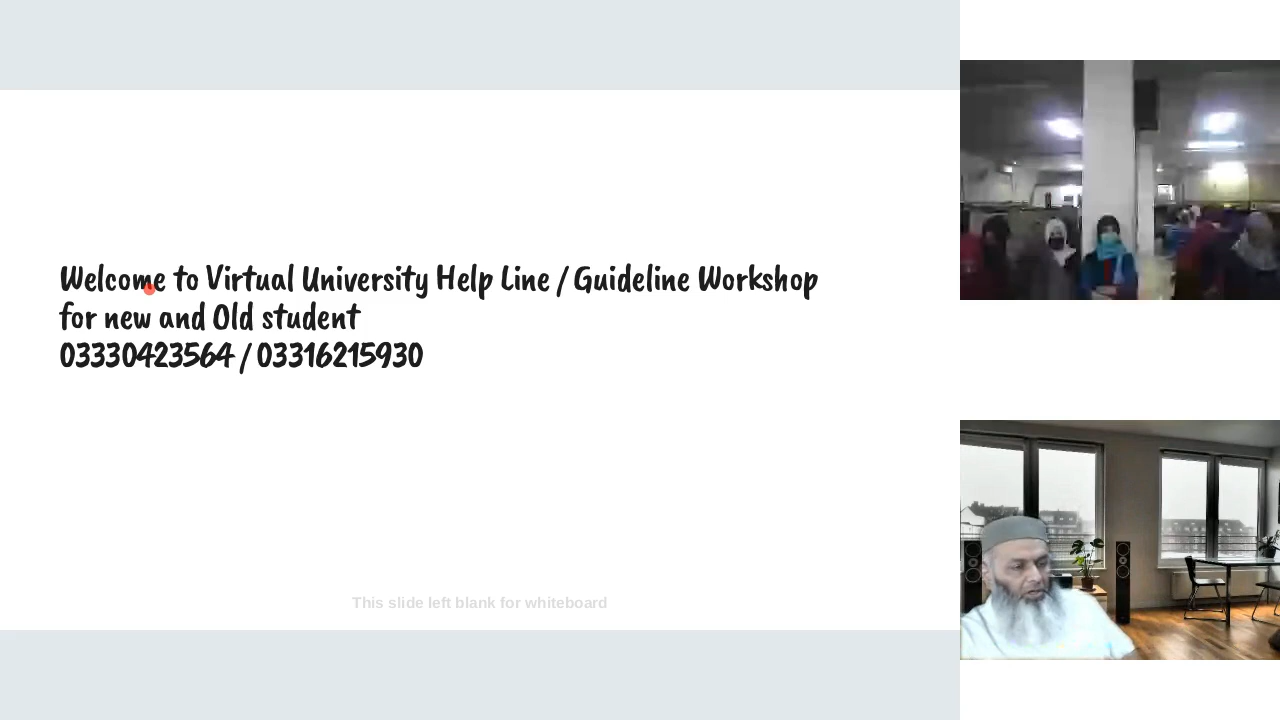 Welcome to Virtual University Help Line / Guideline Workshop
for new and Old student
03330423564 / 03316215930
This slide left blank for whiteboard